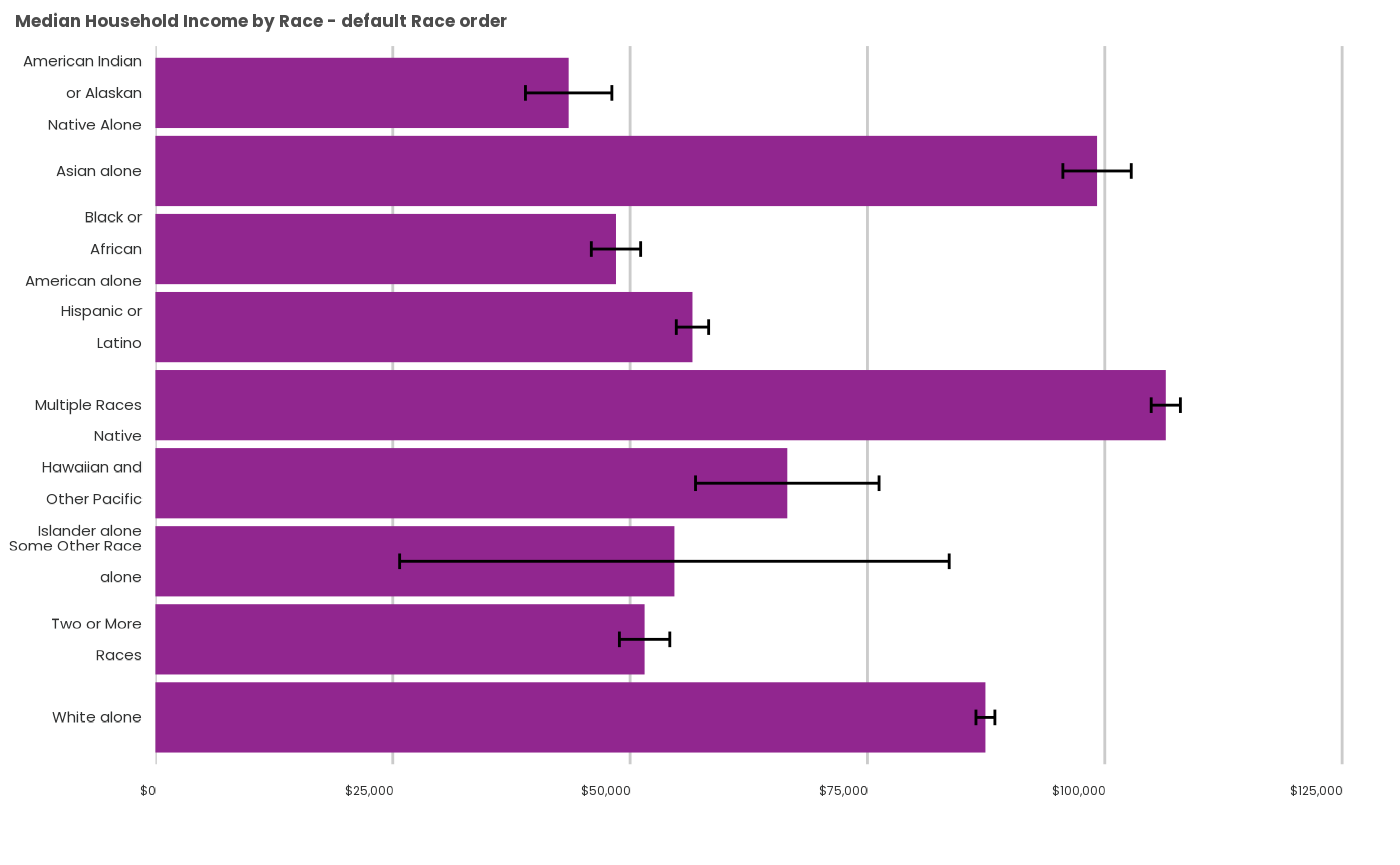 Median Household Income by Race - default Race order
American Indian
or Alaskan
Native Alone
Asian alone
Black or
African
American alone
Hispanic or
Latino
Multiple Races
Native
Hawaiian and
Other Pacific
Islander alone
Some Other Race
alone
Two or More
Races
White alone
$0 $25,000 $50,000 $75,000 $100,000 $125,000